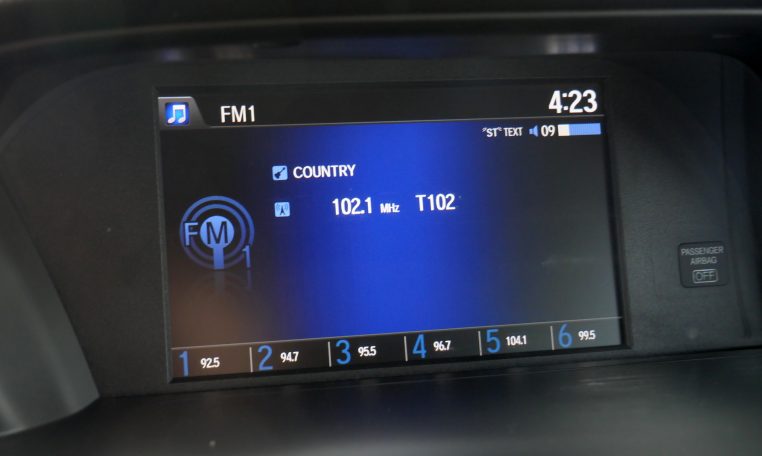 FM1
4:23
"ST" TEXT
09
COUNTRY
FM
1
102.1 MHz T102
PASSENGER
AIRBAG
OFF
1 92.5
2 94.7
3 95.5
4 96.7
5 104.1
6 99.5